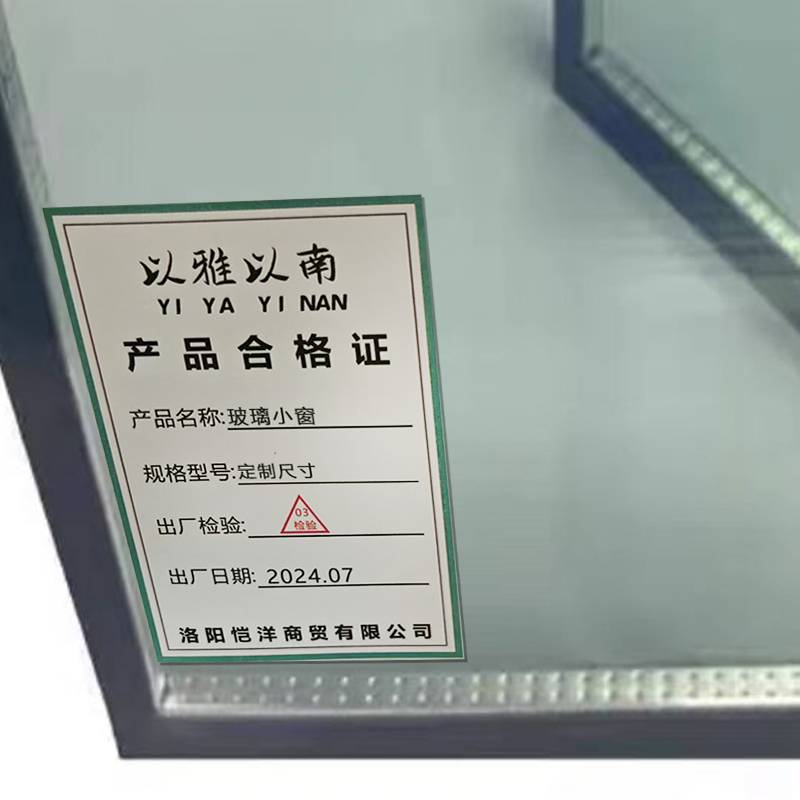 以雅以南
YI YA YI NAN
产品合格证
产品名称:玻璃小窗
规格型号:定制尺寸
出厂检验:
03
检验
出厂日期: 2024.07
洛阳恺洋商贸有限公司